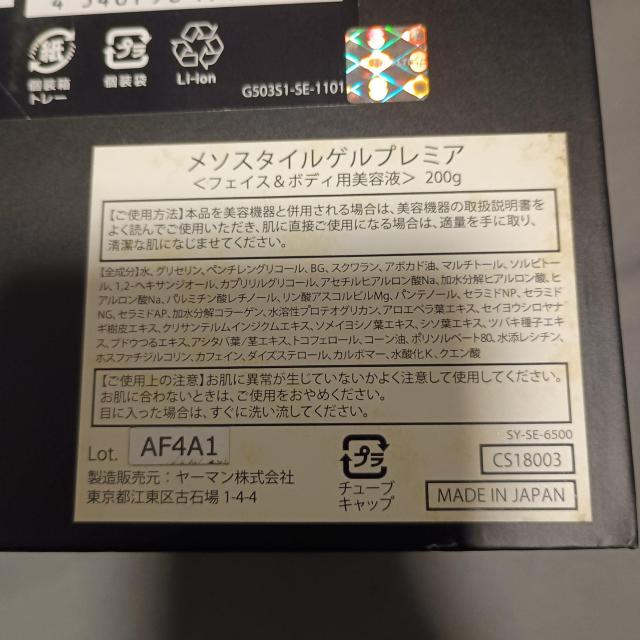 紙
個装箱
トレー
プラ
個装袋
Li-ion
G503S1-SE-1101
メソスタイルゲルプレミア
<フェイス&ボディ用美容液> 200g
【ご使用方法】本品を美容機器と併用される場合は、美容機器の取扱説明書を
よく読んでご使用いただき、肌に直接ご使用になる場合は、適量を手に取り、
清潔な肌になじませてください。
【全成分】水、グリセリン、ペンチレングリコール、BG、スクワラン、アボカド油、マルチトール、ソルビトー
ル、1,2-ヘキサンジオール、カプリリルグリコール、アセチルヒアルロン酸Na、加水分解ヒアルロン酸、ヒ
アルロン酸Na、パルミチン酸レチノール、リン酸アスコルビルMg、パンテノール、セラミドNP、セラミド
NG、セラミドAP、加水分解コラーゲン、水溶性プロテオグリカン、アロエベラ葉エキス、セイヨウシロヤナ
ギ樹皮エキス、クリサンテルムインジクムエキス、ソメイヨシノ葉エキス、シソ葉エキス、ツバキ種子エキ
ス、ブドウつるエキス、アシタバ葉/茎エキス、トコフェロール、コーン油、ポリソルベート80、水添レシチン、
ホスファチジルコリン、カフェイン、ダイズステロール、カルボマー、水酸化K、クエン酸
【ご使用上の注意】お肌に異常が生じていないかよく注意して使用してください。
お肌に合わないときは、ご使用をおやめください。
目に入った場合は、すぐに洗い流してください。
SY-SE-6500
Lot. AF4A1
プラ
チューブ
キャップ
CS18003
製造販売元:ヤーマン株式会社
東京都江東区古石場 1-4-4
MADE IN JAPAN